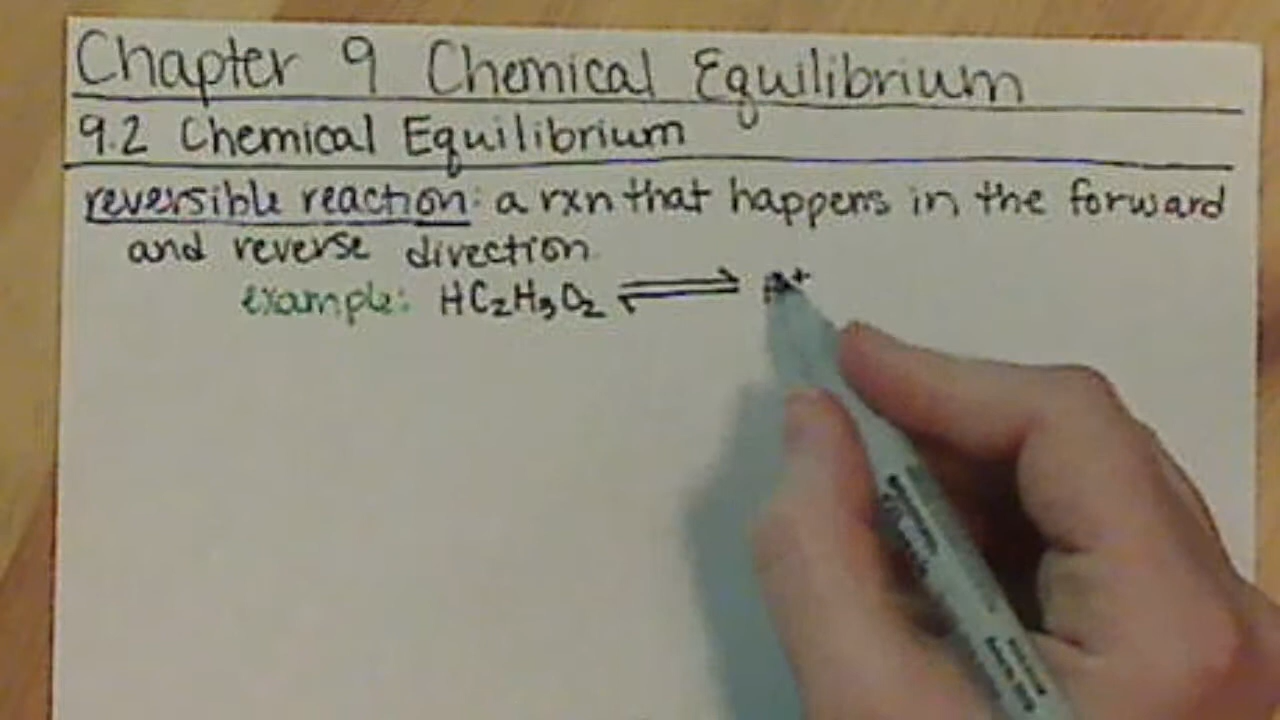 Chapter 9 Chemical Equilibrium
9.2 Chemical Equilibrium
reversible reaction: a rxn that happens in the forward
and reverse direction
example: HC₂H₃O₂ ⇌